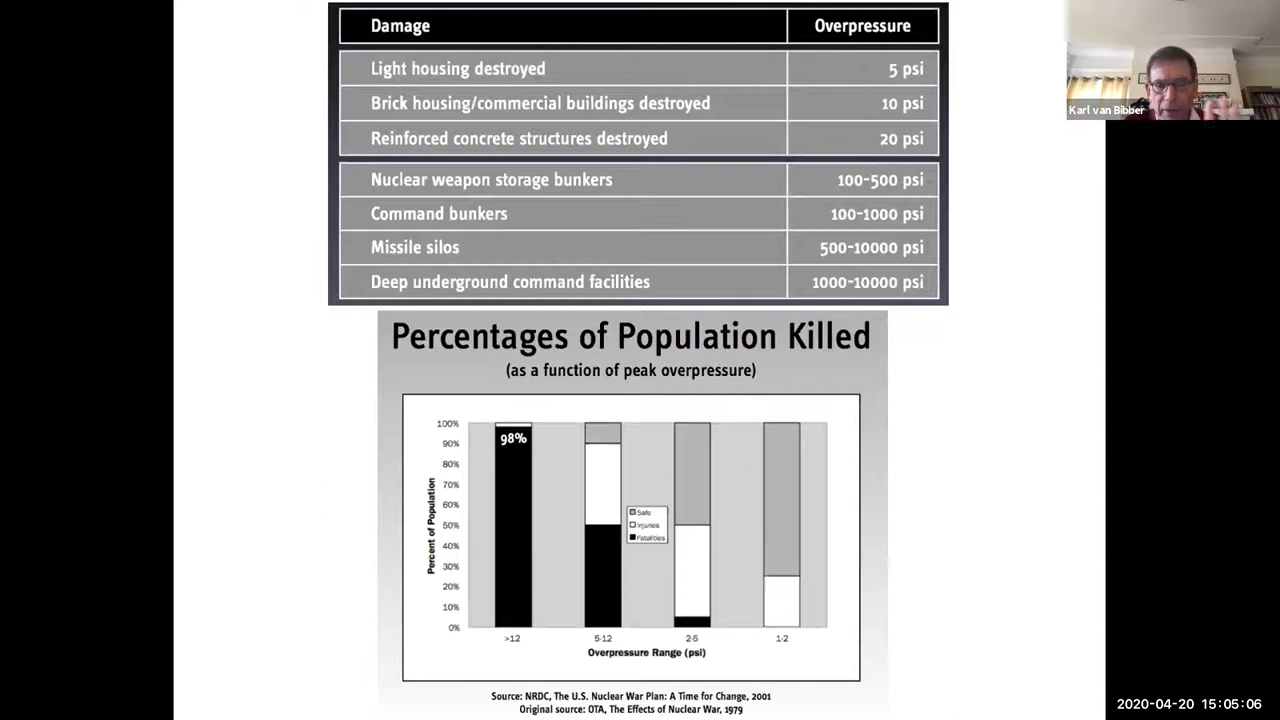 Damage Overpressure
Light housing destroyed 5 psi
Brick housing/commercial buildings destroyed 10 psi
Reinforced concrete structures destroyed 20 psi
Nuclear weapon storage bunkers 100-500 psi
Command bunkers 100-1000 psi
Missile silos 500-10000 psi
Deep underground command facilities 1000-10000 psi
Karl van Bibber
Percentages of Population Killed
(as a function of peak overpressure)
Percent of Population
100%
90%
80%
70%
60%
50%
40%
30%
20%
10%
0%
98%
Safe
Injuries
Fatalities
>12 5-12 2-5 1-2
Overpressure Range (psi)
Source: NRDC, The U.S. Nuclear War Plan: A Time for Change, 2001
Original source: OTA, The Effects of Nuclear War, 1979
2020-04-20 15:05:06